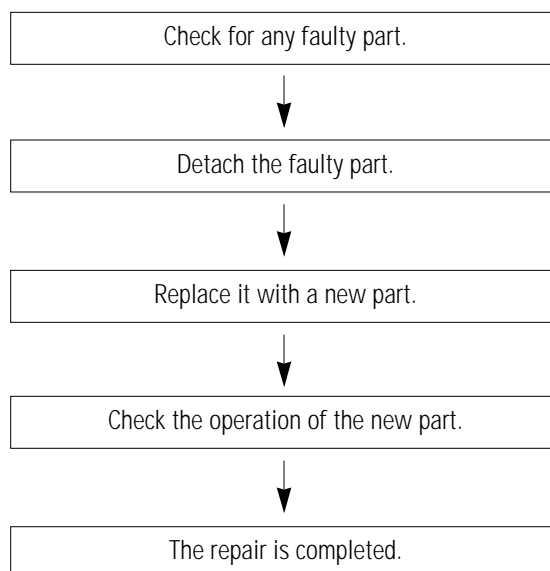 Check for any faulty part.
Detach the faulty part.
Replace it with a new part.
Check the operation of the new part.
The repair is completed.